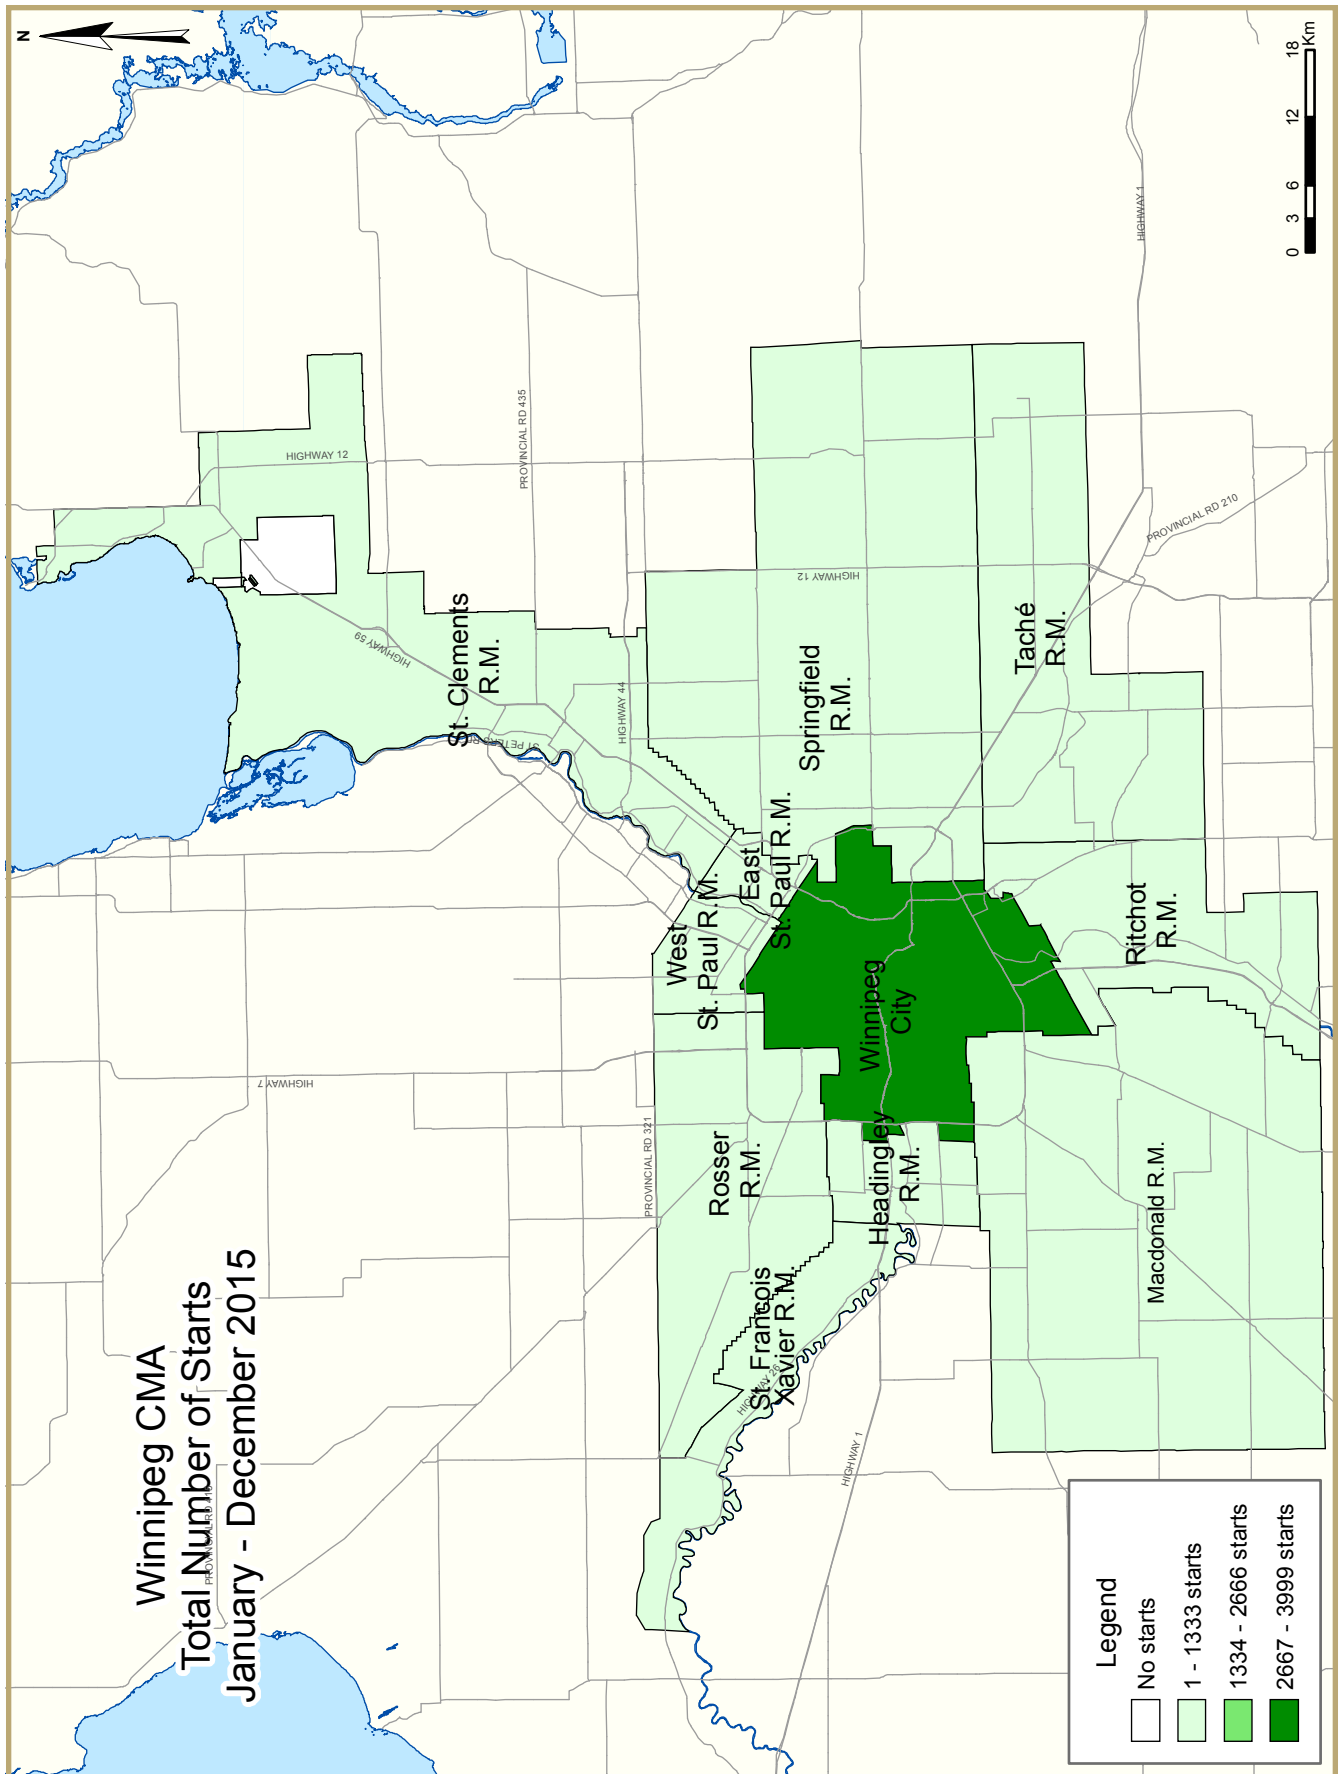 Winnipeg CMA
Total Number of Starts
January - December 2015
N
HIGHWAY 12
PROVINCIAL RD 435
HIGHWAY 1
HIGHWAY 59
St. Clements
R.M.
ST PETERS RD
HIGHWAY 44
HIGHWAY 12
PROVINCIAL RD 210
Springfield
R.M.
Taché
R.M.
East
St. Paul R.M.
West
St. Paul R.M.
Ritchot
R.M.
Winnipeg
City
HIGHWAY 7
PROVINCIAL RD 321
Rosser
R.M.
Headingley
R.M.
Macdonald R.M.
St. Francois
Xavier R.M.
HIGHWAY 26
HIGHWAY 1
Legend
No starts
1 - 1333 starts
1334 - 2666 starts
2667 - 3999 starts
0 3 6 12 18
Km